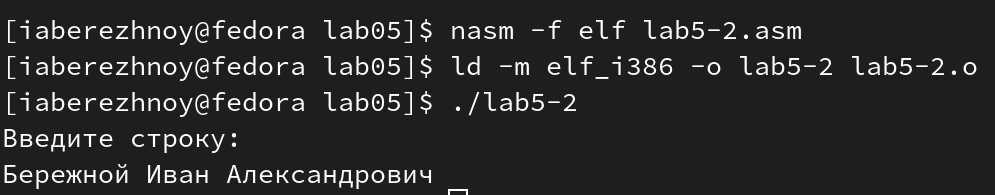 [iaberezhnoy@fedora lab05]$ nasm -f elf lab5-2.asm
[iaberezhnoy@fedora lab05]$ ld -m elf_i386 -o lab5-2 lab5-2.o
[iaberezhnoy@fedora lab05]$ ./lab5-2
Введите строку:
Бережной Иван Александрович